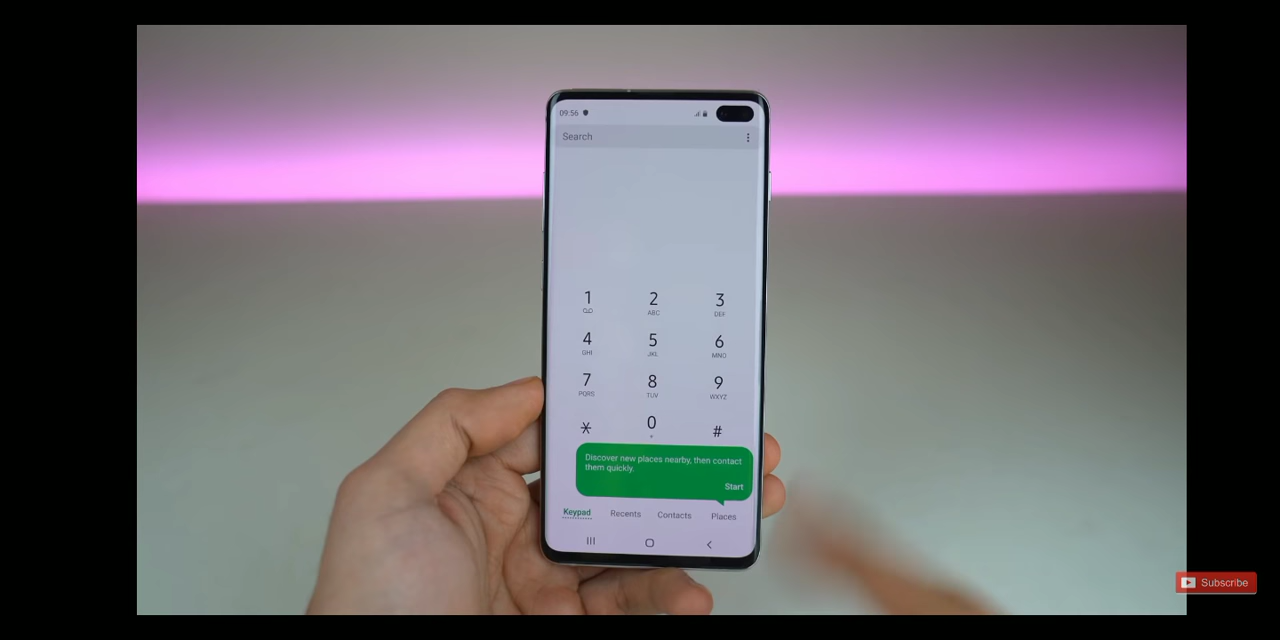 09:56
Search
1
2
ABC
3
DEF
4
GHI
5
JKL
6
MNO
7
PQRS
8
TUV
9
WXYZ
0
+
#
Discover new places nearby, then contact
them quickly.
Start
Keypad Recents Contacts Places
Subscribe